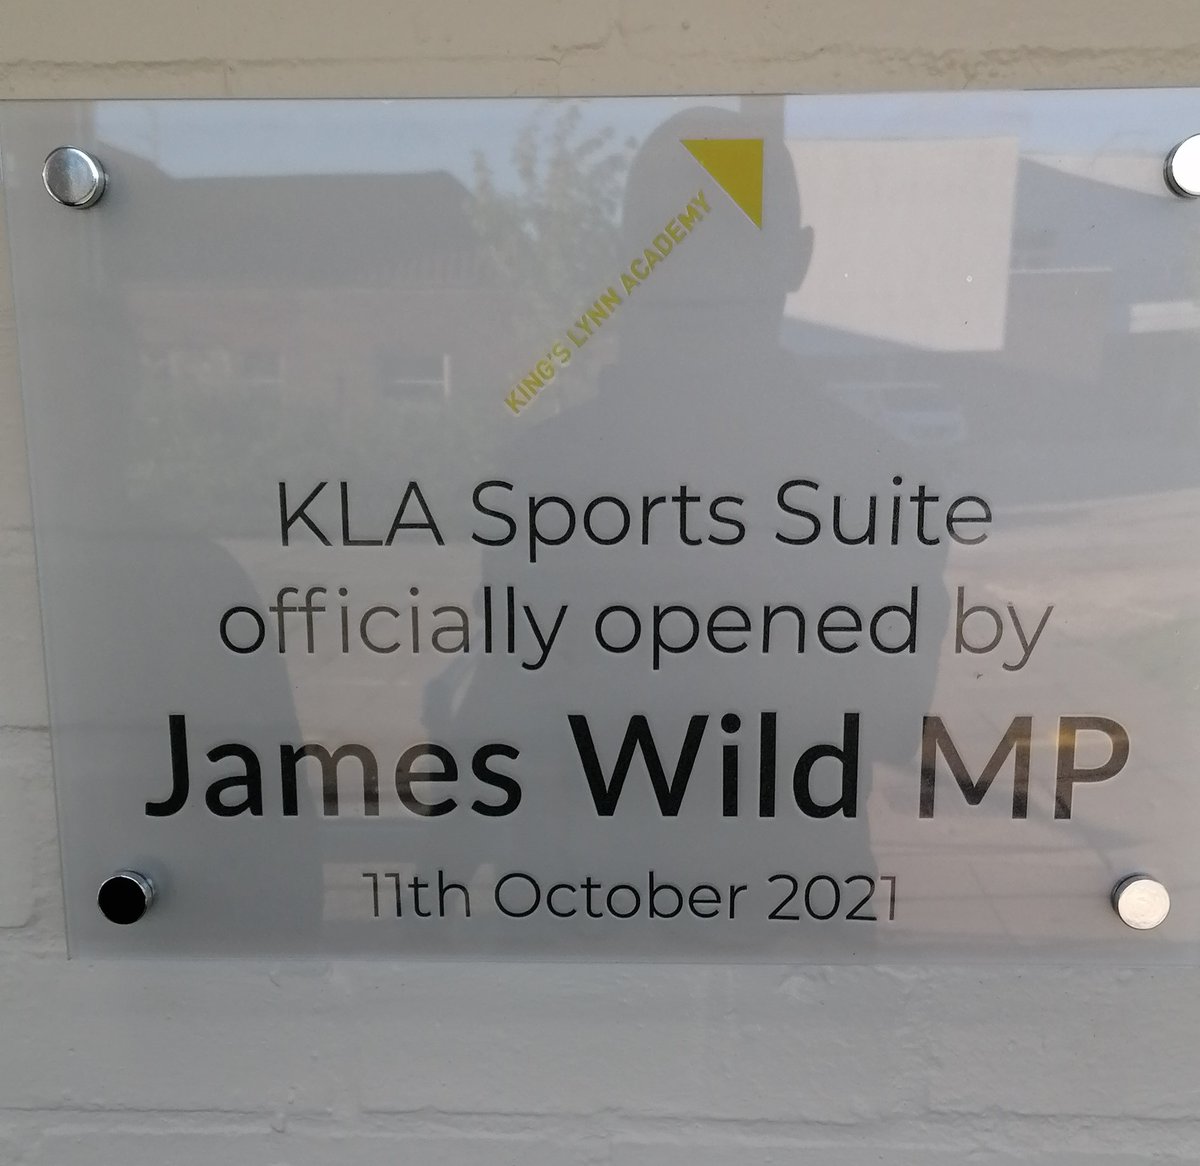 KING'S LYNN ACADEMY
KLA Sports Suite
officially opened by
James Wild MP
11th October 2021